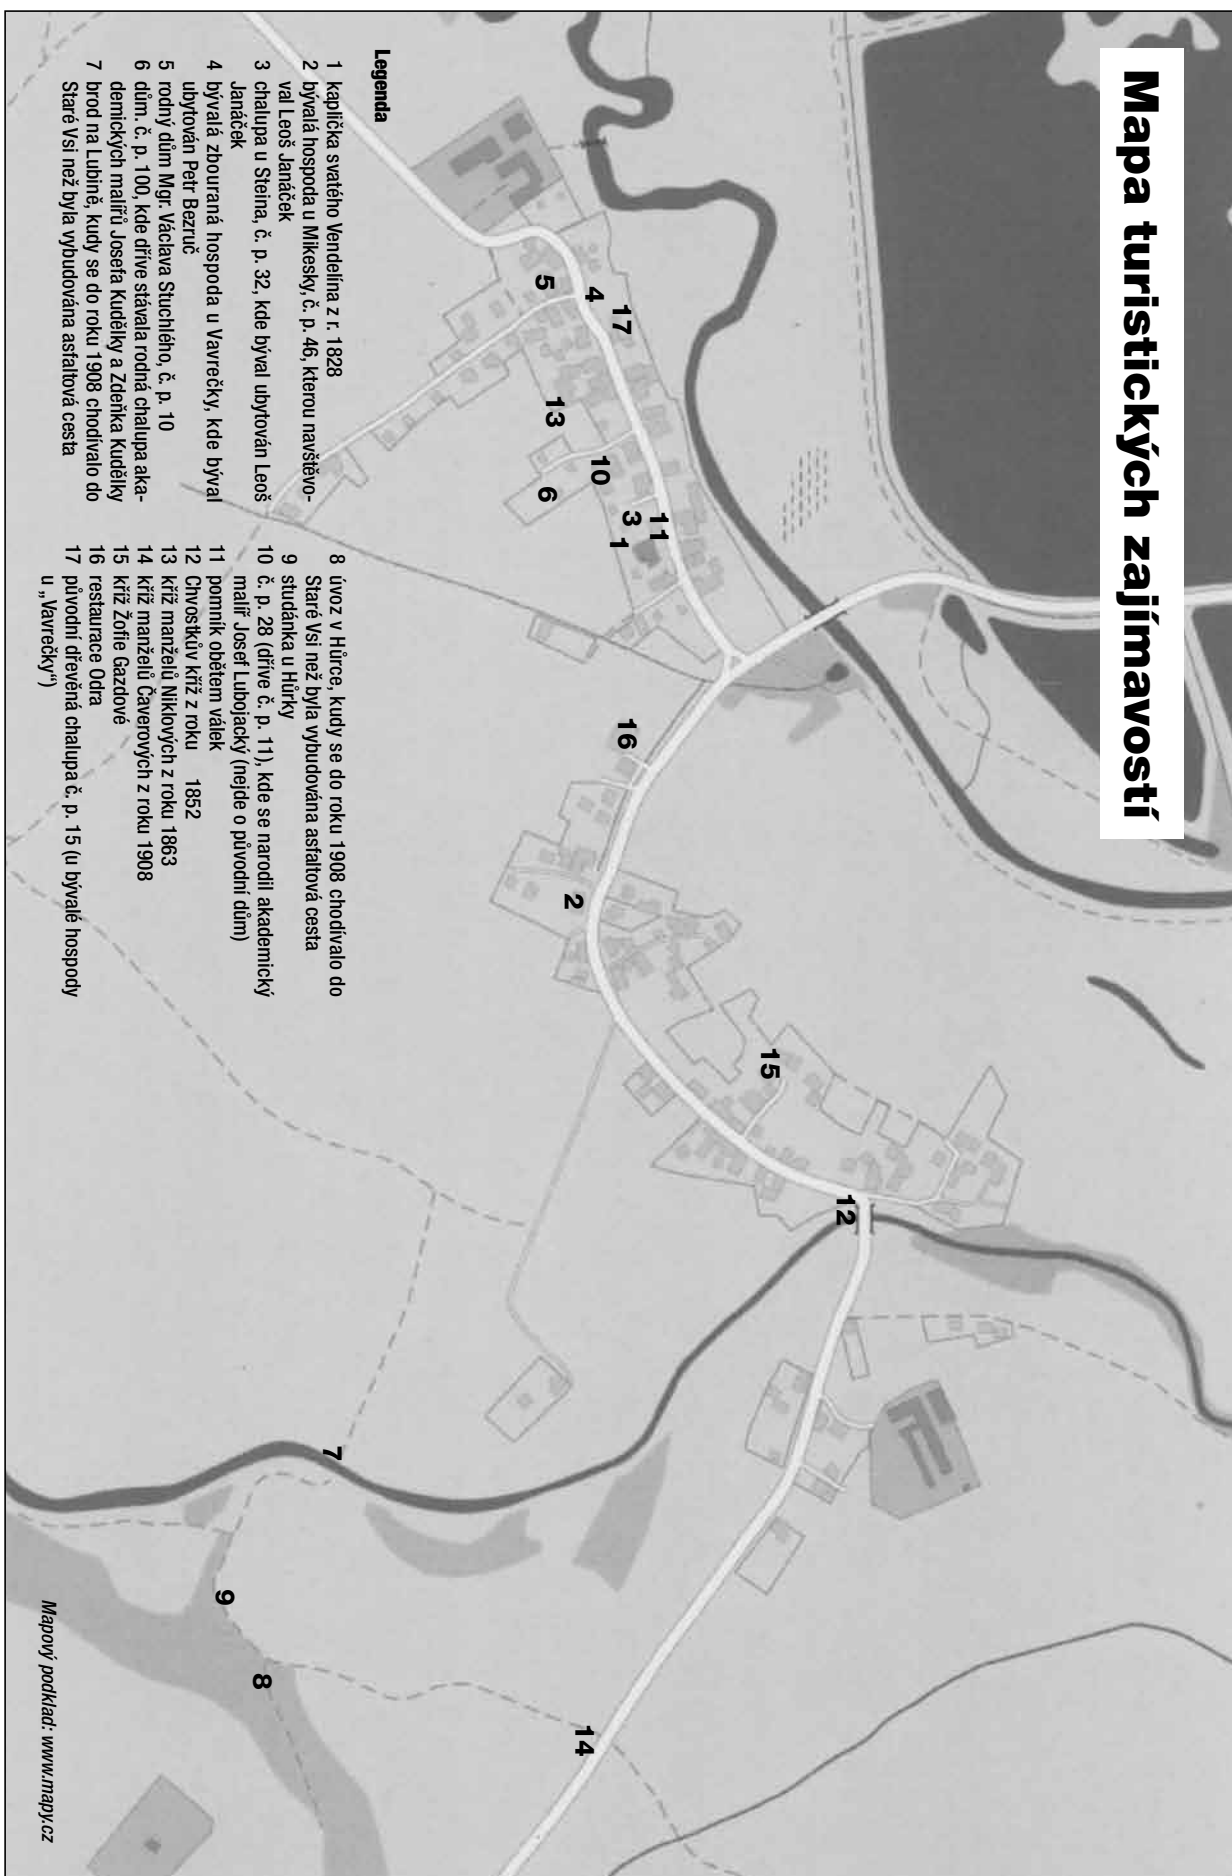 Mapa turistických zajímavostí
Legenda
1 kaplička svatého Vendelína z r. 1828
2 bývalá hospoda u Mikesky, č. p. 46, kterou navštěvo-
val Leoš Janáček
3 chalupa u Steina, č. p. 32, kde býval ubytován Leoš
Janáček
4 bývalá zbouraná hospoda u Vavrečky, kde býval
ubytován Petr Bezruč
5 rodný dům Mgr. Václava Stuchlého, č. p. 10
6 dům. č. p. 100, kde dříve stávala rodná chalupa aka-
demických malířů Josefa Kudělky a Zdeňka Kudělky
7 brod na Lubině, kudy se do roku 1908 chodívalo do
Staré Vsi než byla vybudována asfaltová cesta
8 úvoz v Hůrce, kudy se do roku 1908 chodívalo do
Staré Vsi než byla vybudována asfaltová cesta
9 studánka u Hůrky
10 č. p. 28 (dříve č. p. 11), kde se narodil akademický
malíř Josef Lubojacký (nejde o původní dům)
11 pomník obětem válek
12 Chvostkův kříž z roku 1852
13 kříž manželů Niklových z roku 1863
14 kříž manželů Čaverových z roku 1908
15 kříž Žofie Gazdové
16 restaurace Odra
17 původní dřevěná chalupa č. p. 15 (u bývalé hospody
u „Vavrečky“)
17
4
5
13
10
6
11
3
1
16
2
15
12
7
9
8
14
Mapový podklad: www.mapy.cz